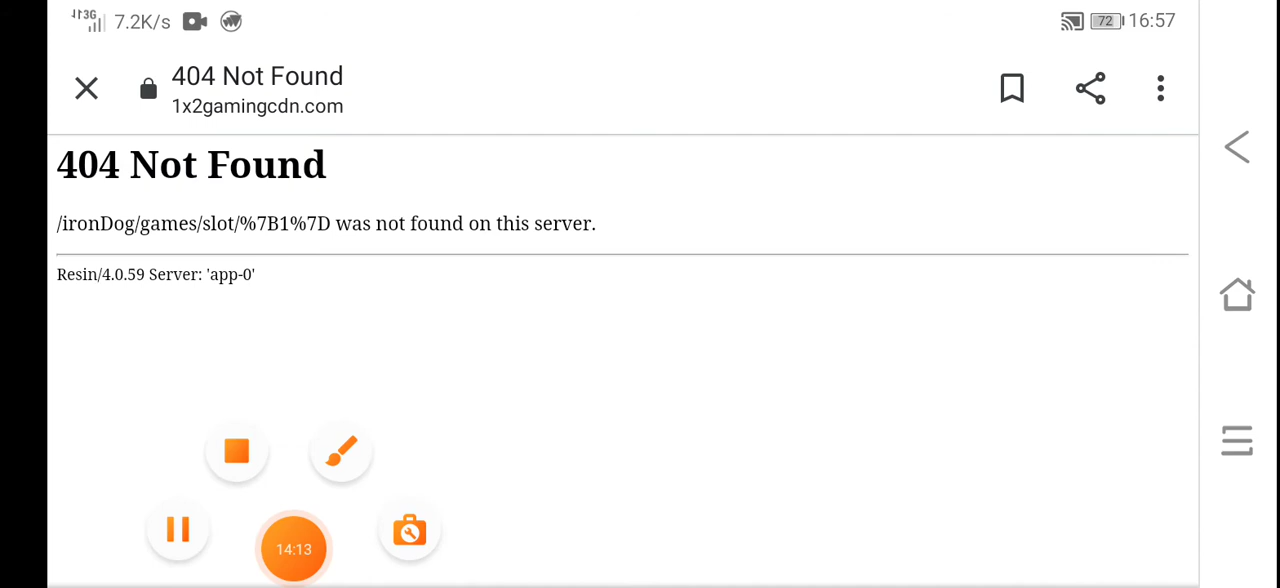 3G 7.2K/s 72 16:57
404 Not Found
1x2gamingcdn.com
404 Not Found
/ironDog/games/slot/%7B1%7D was not found on this server.
Resin/4.0.59 Server: 'app-0'
14:13